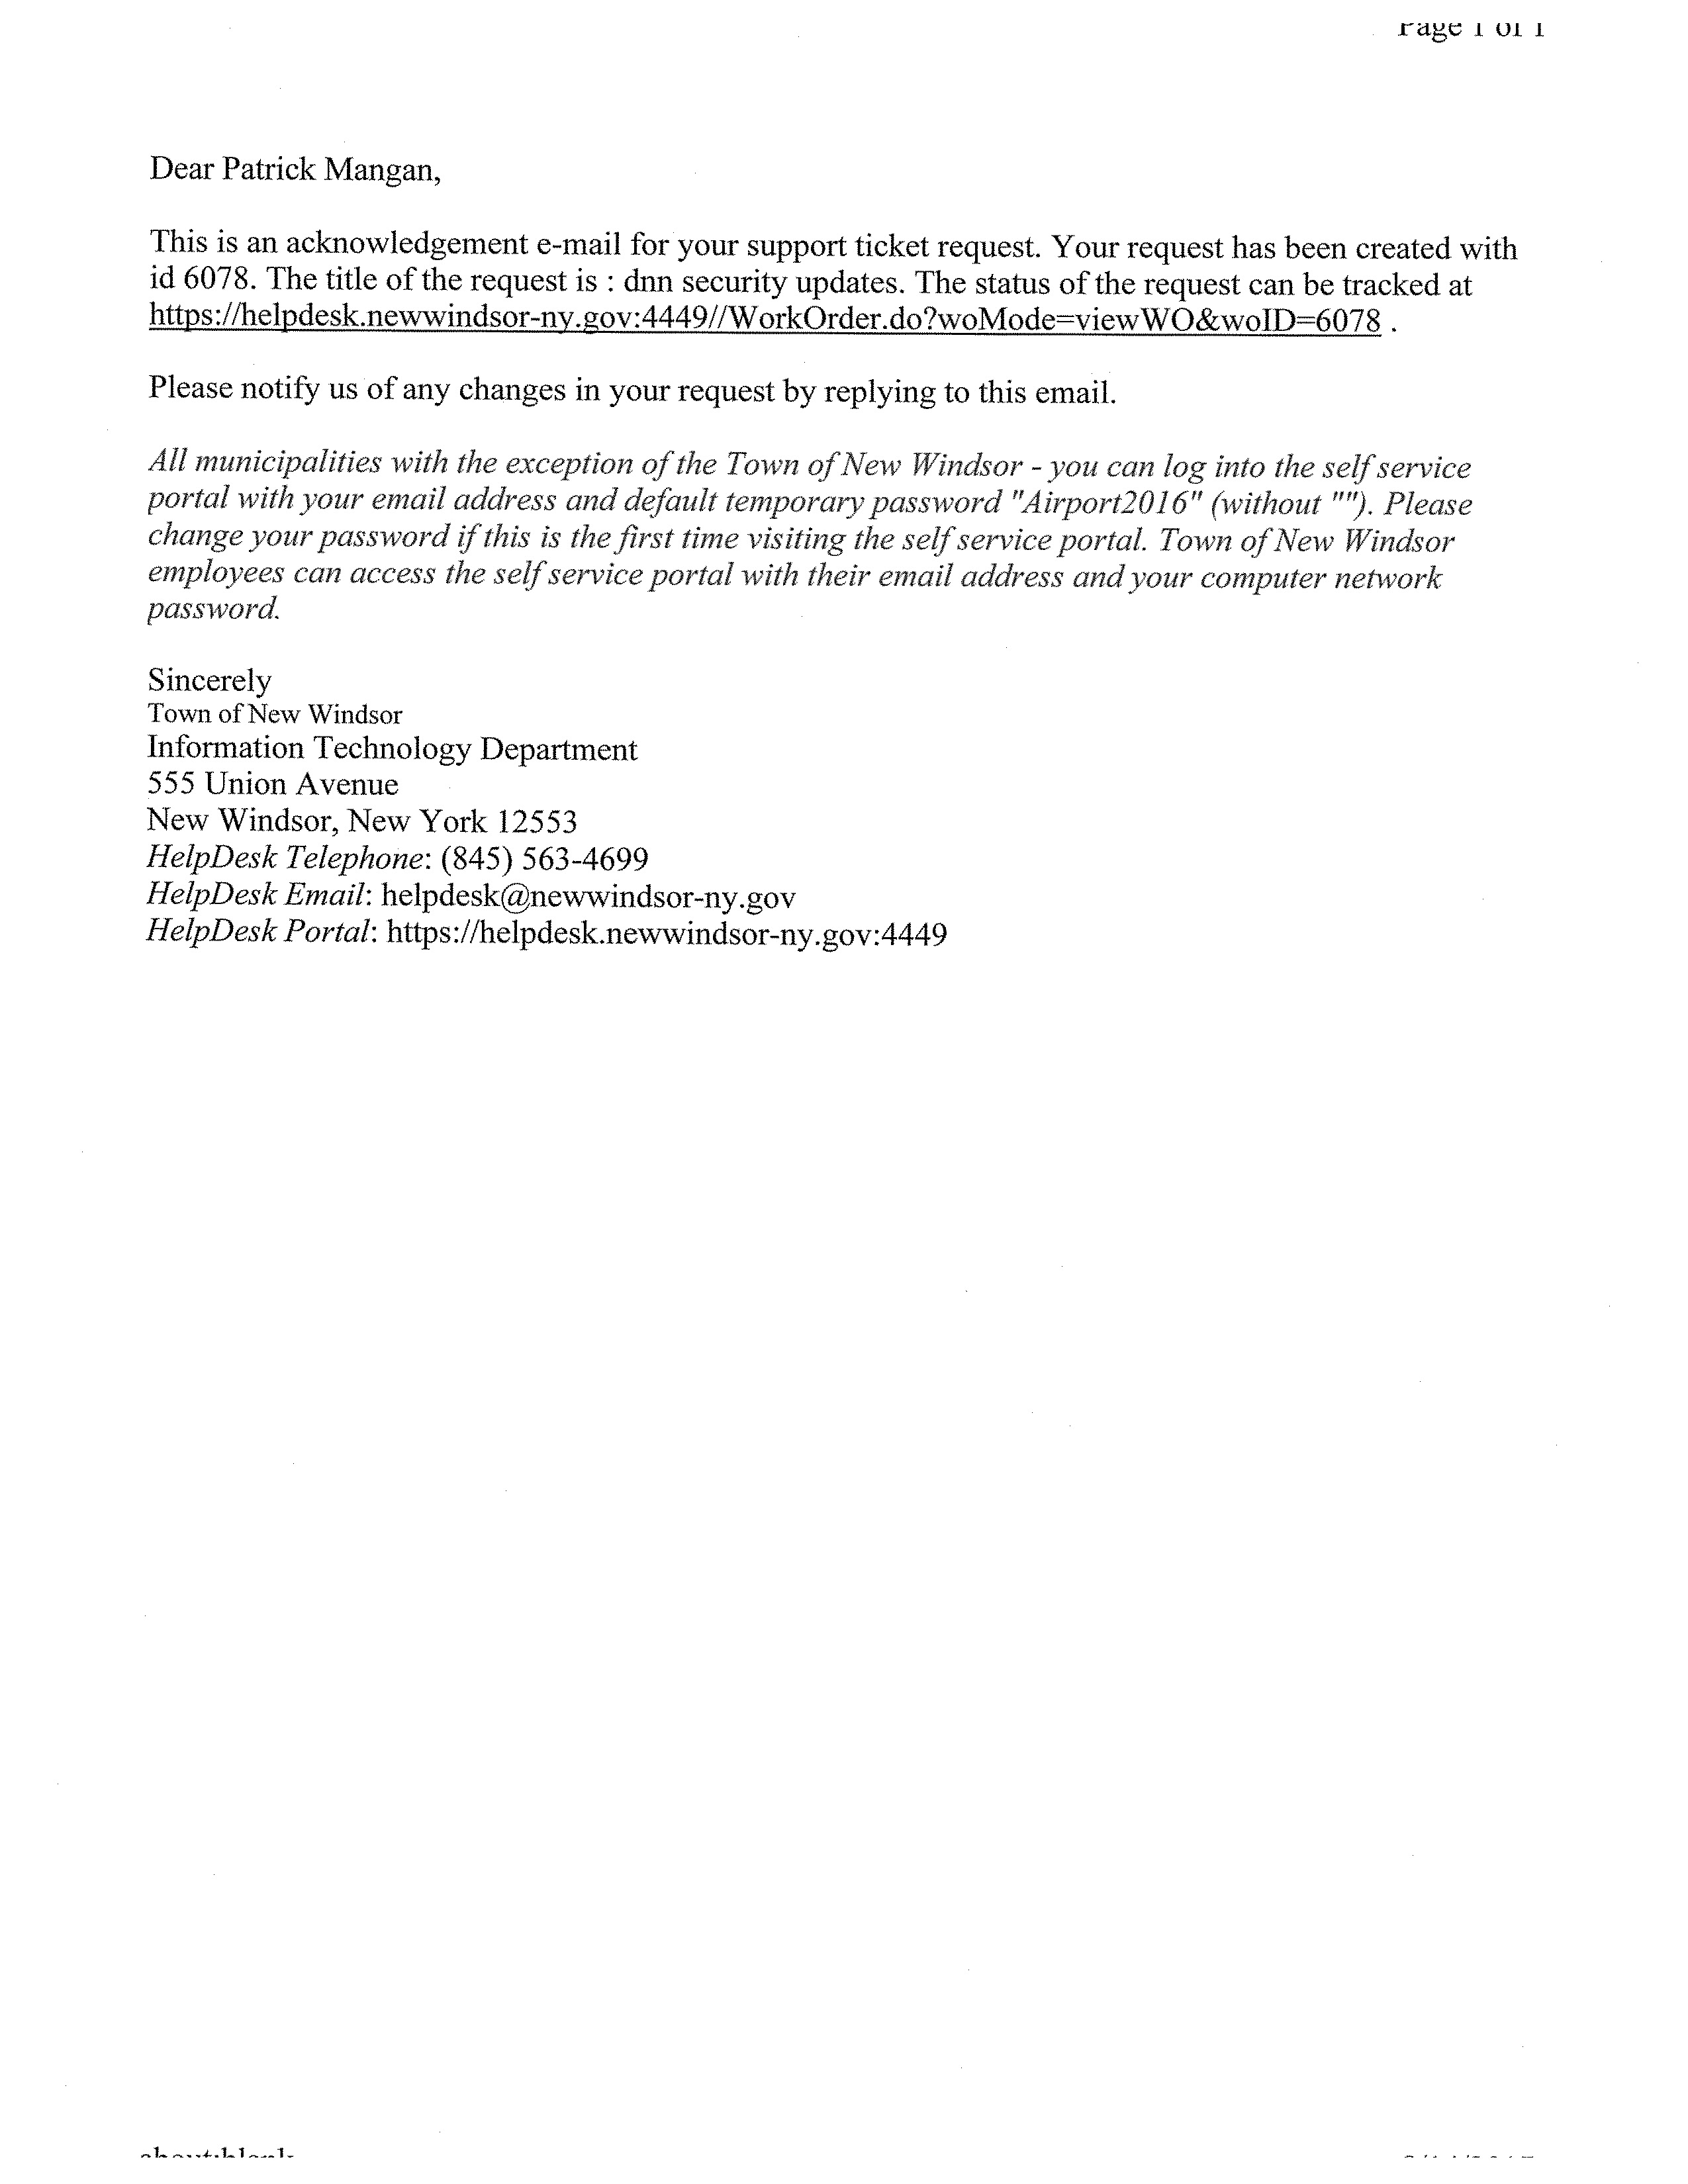 Page 1 of 1
Dear Patrick Mangan,
This is an acknowledgement e-mail for your support ticket request. Your request has been created with
id 6078. The title of the request is : dnn security updates. The status of the request can be tracked at
https://helpdesk.newwindsor-ny.gov:4449//WorkOrder.do?woMode=viewWO&woID=6078 .
Please notify us of any changes in your request by replying to this email.
All municipalities with the exception of the Town of New Windsor - you can log into the self service
portal with your email address and default temporary password "Airport2016" (without ""). Please
change your password if this is the first time visiting the self service portal. Town of New Windsor
employees can access the self service portal with their email address and your computer network
password.
Sincerely
Town of New Windsor
Information Technology Department
555 Union Avenue
New Windsor, New York 12553
HelpDesk Telephone: (845) 563-4699
HelpDesk Email: helpdesk@newwindsor-ny.gov
HelpDesk Portal: https://helpdesk.newwindsor-ny.gov:4449
about:blank